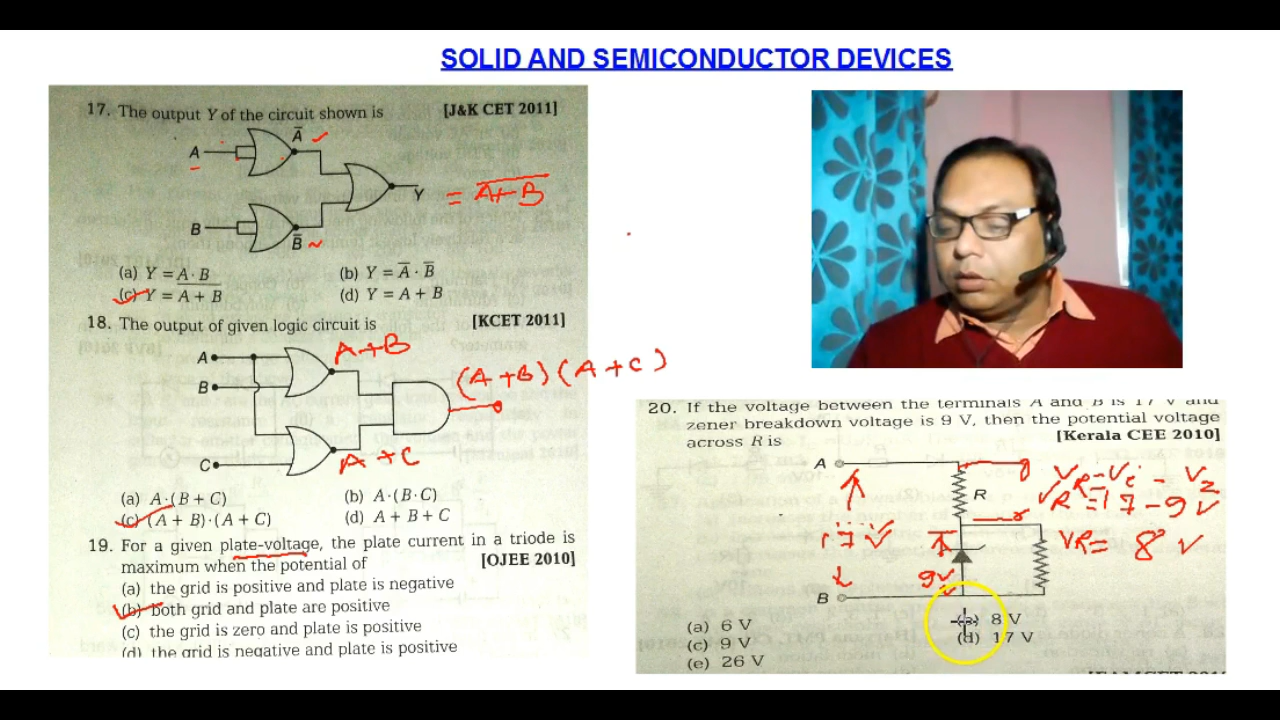 SOLID AND SEMICONDUCTOR DEVICES
17. The output Y of the circuit shown is [J&K CET 2011]
A
A̅
B
B̅
Y
= \overline{A+B}
(a) Y = A · B (b) Y = A̅ · B̅
(c) Y = \overline{A + B} (d) Y = A + B
18. The output of given logic circuit is [KCET 2011]
A
B
C
A+B
A+C
(A+B)(A+C)
(a) A·(B + C) (b) A·(B·C)
(c) (A + B)·(A + C) (d) A + B + C
19. For a given plate-voltage, the plate current in a triode is
maximum when the potential of [OJEE 2010]
(a) the grid is positive and plate is negative
(b) both grid and plate are positive
(c) the grid is zero and plate is positive
(d) the grid is negative and plate is positive
20. If the voltage between the terminals A and B is 17 V and
zener breakdown voltage is 9 V, then the potential voltage
across R is [Kerala CEE 2010]
A
R
B
17 V
9V
VR = Vi - VZ
VR = 17 - 9 V
VR = 8 V
(a) 6 V 8 V
(c) 9 V (d) 17 V
(e) 26 V